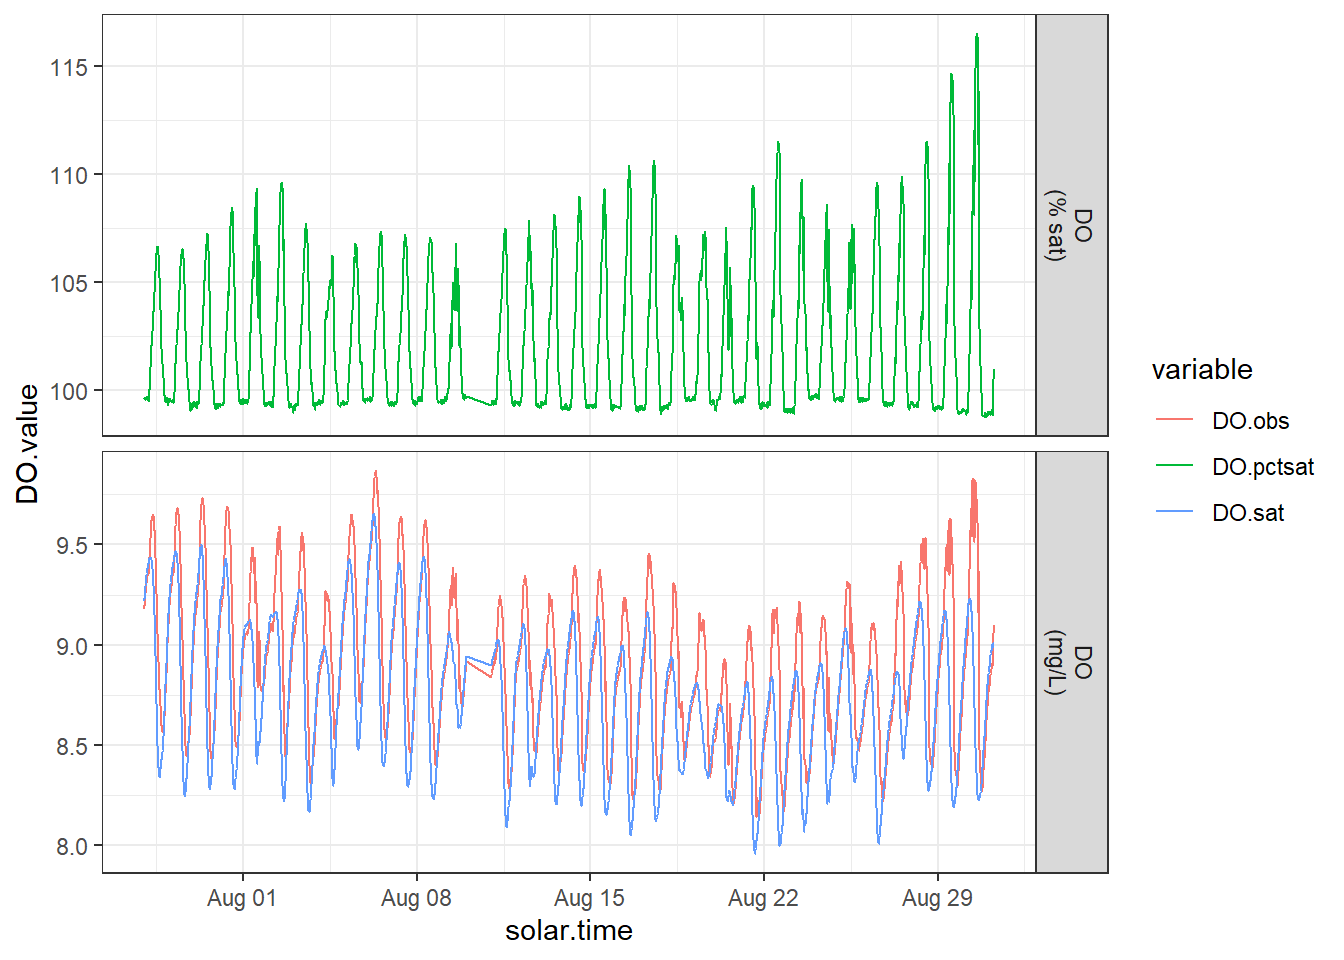 115
110
105
100
DO
(% sat)
DO.value
9.5
9.0
8.5
8.0
DO
(mg/L)
Aug 01
Aug 08
Aug 15
Aug 22
Aug 29
solar.time
variable
DO.obs
DO.pctsat
DO.sat